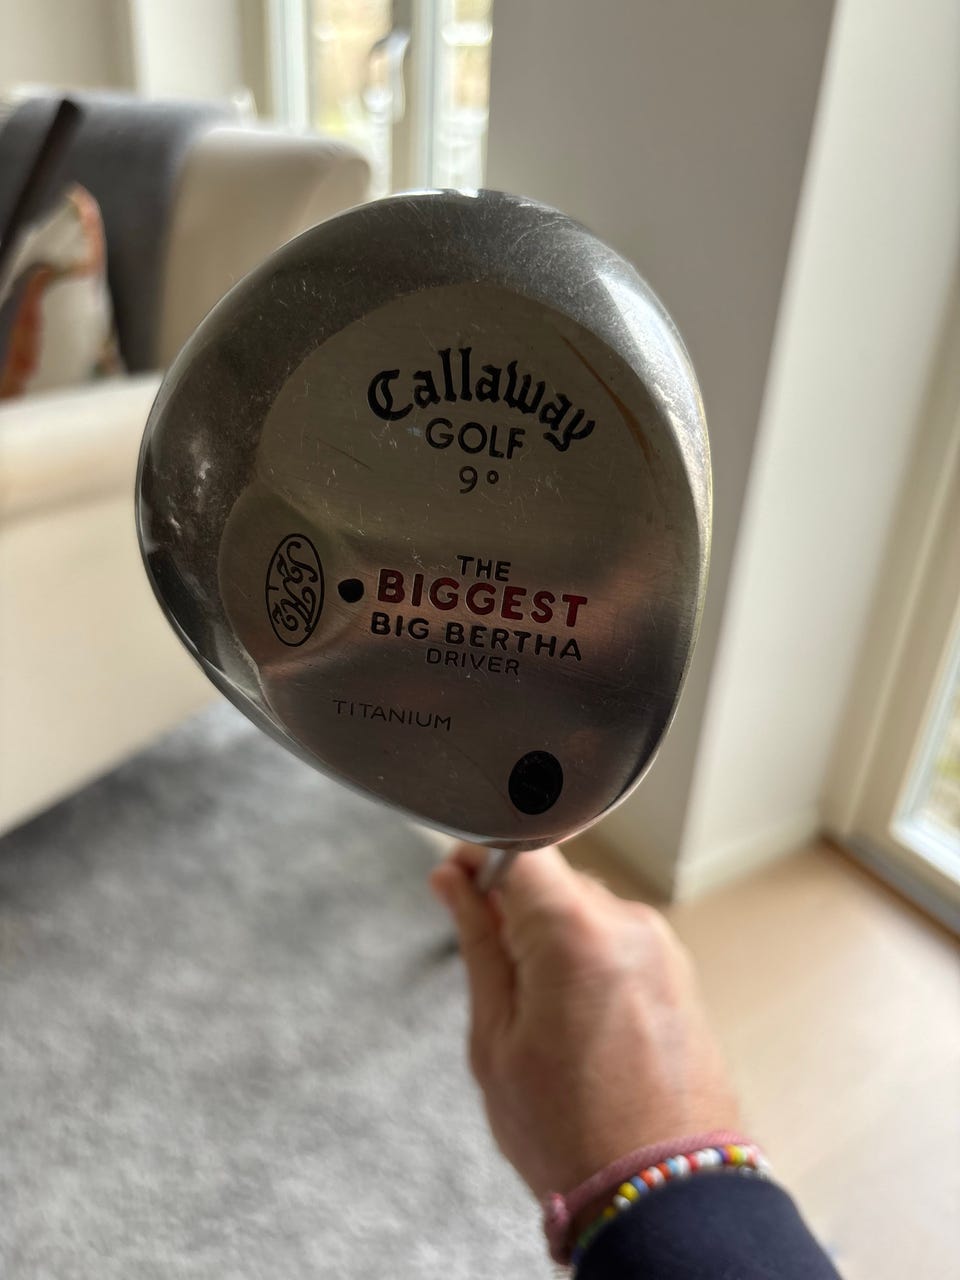 Callaway
GOLF
9°
THE
BIGGEST
BIG BERTHA
DRIVER
TITANIUM